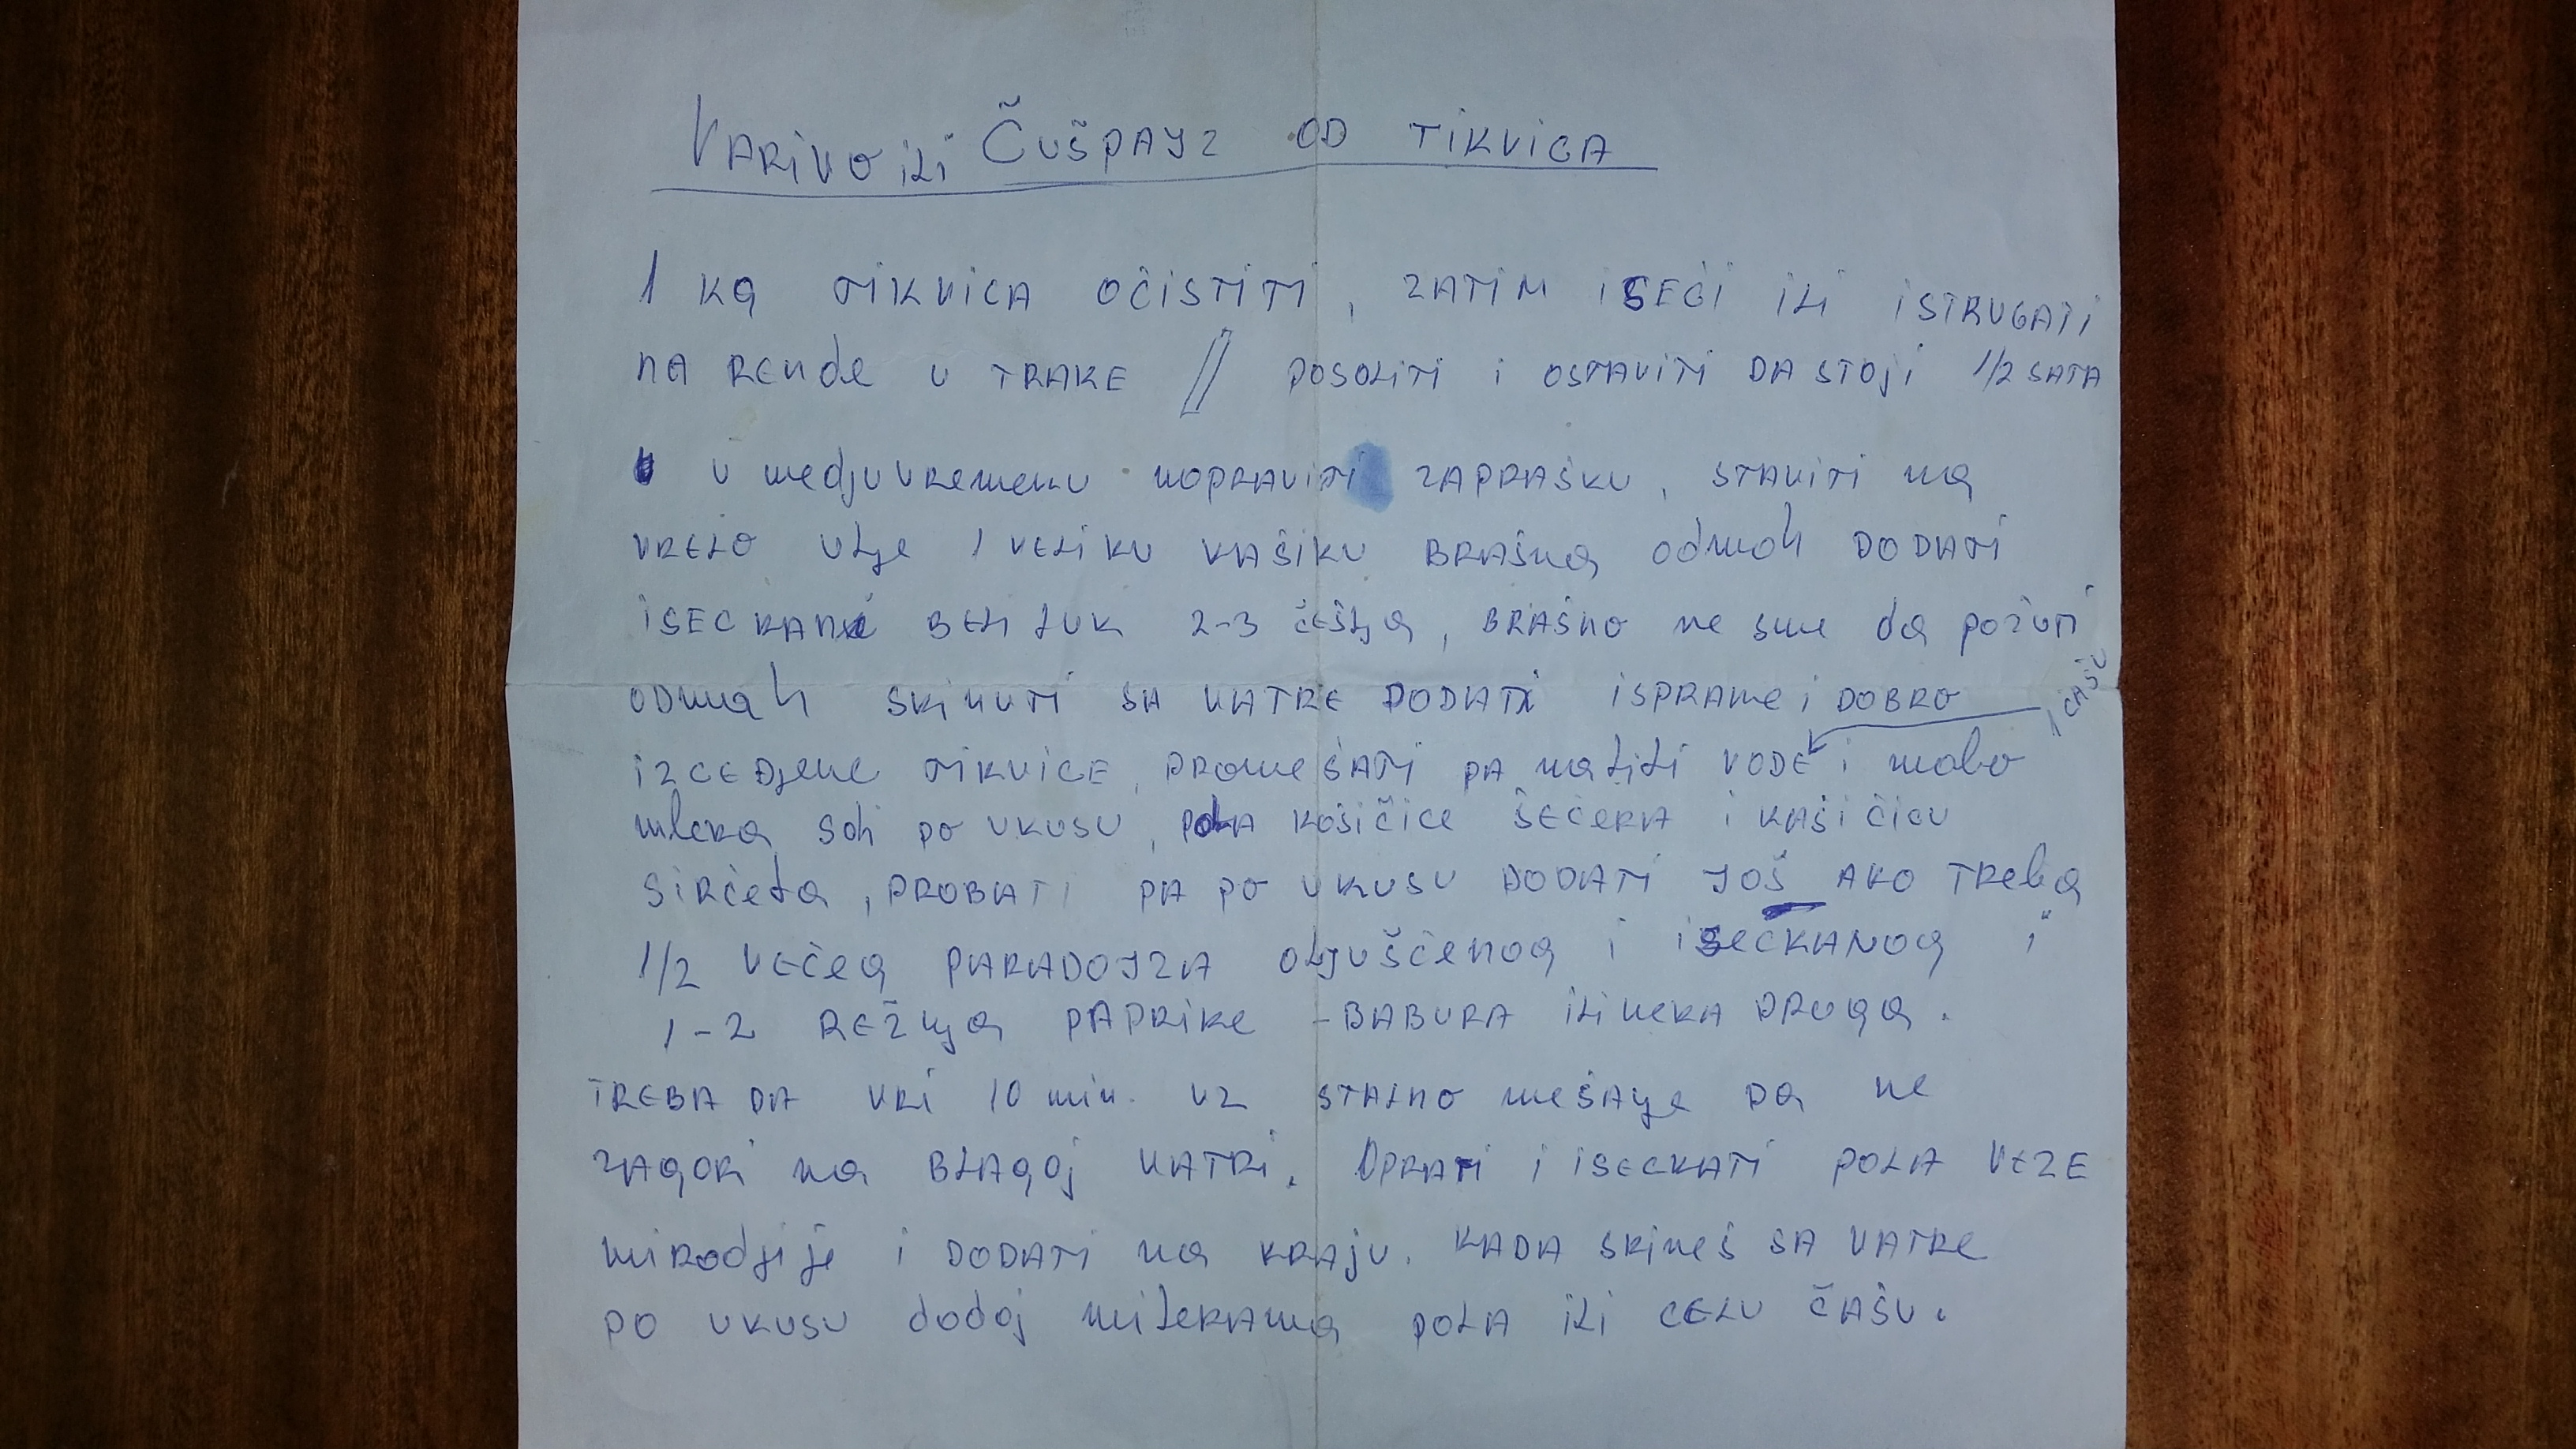 VARIVO ili ČušPAJZ OD TIKVICA
1 kg TIKVICA OČISTITI, ZATIM ISEĆI ILI ISTRUGATI
NA RENDE U TRAKE // POSOLITI i OSTAVITI DA STOJI 1/2 SATA
U medjuvremenu NAPRAVITI ZAPRAŠKU, STAVITI NA
VRELO ULJE 1 VELIKU KAŠIKU BRAŠNA odmah DODATI
ISECKANI BELI LUK 2-3 češnja, BRAŠNO ne sme da požuti
ODMAH SKINUTI SA VATRE DODATI ISPRANE i DOBRO
IZCEDJENE TIKVICE, PROMEŠATI PA naliti VODE i malo
1 čašu
mleka soli po ukusu, POLA kašičice šećera i kašičicu
sirćeta, PROBATI PA PO UKUSU DODATI JOŠ AKO TREBA,
1/2 VEĆEG PARADAJZA oljušćenog i iseckanog,
1-2 REŽNJA PAPRIKE - BABURA ili NEKA DRUGA.
TREBA DA VRI 10 min. uz STALNO mešanje da ne
ZAGORI na BLAGOJ VATRI. OPRATI i ISECKATI POLA VEZE
MIROdjije i DODATI na KRAJU. KADA SKINEŠ SA VATRE
PO UKUSU dodaj mileRAMA POLA ILI CELU ČAŠU.